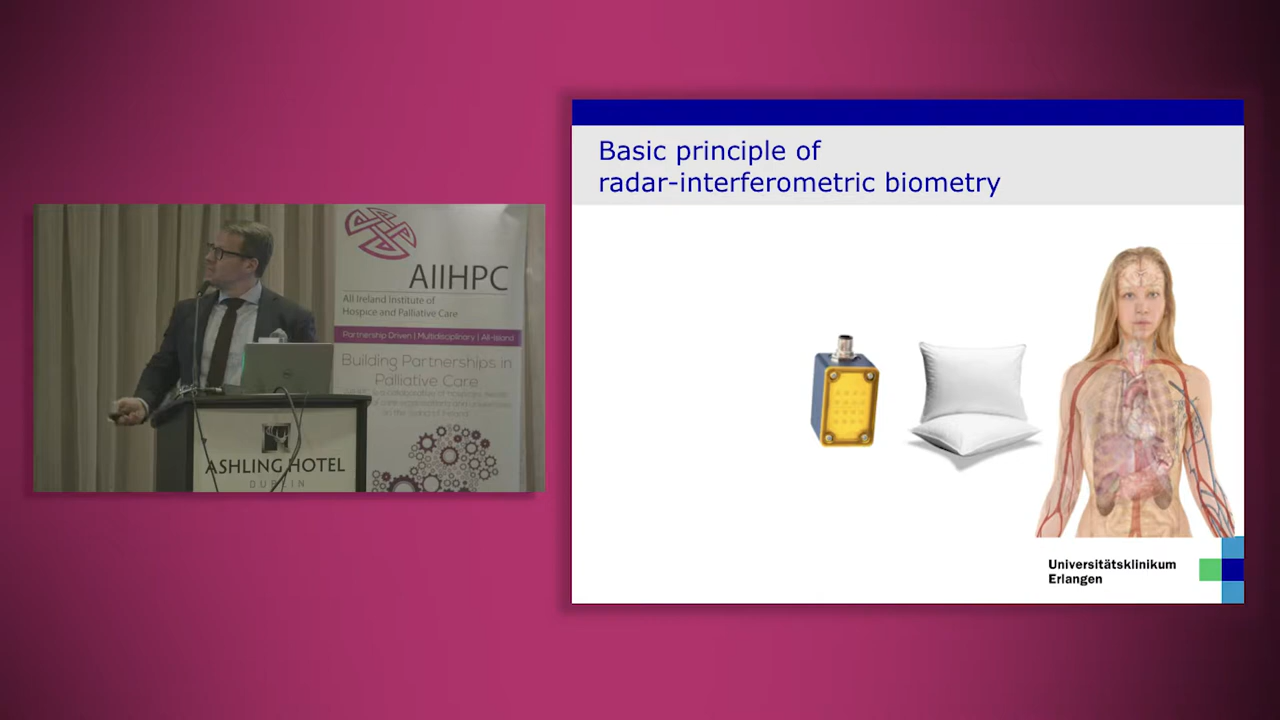 Basic principle of
radar-interferometric biometry
Universitätsklinikum
Erlangen
AIIHPC
All Ireland Institute of
Hospice and Palliative Care
Partnership Driven | Multidisciplinary | All-island
Building Partnerships in
Palliative Care
ASHLING HOTEL
DUBLIN
DELL